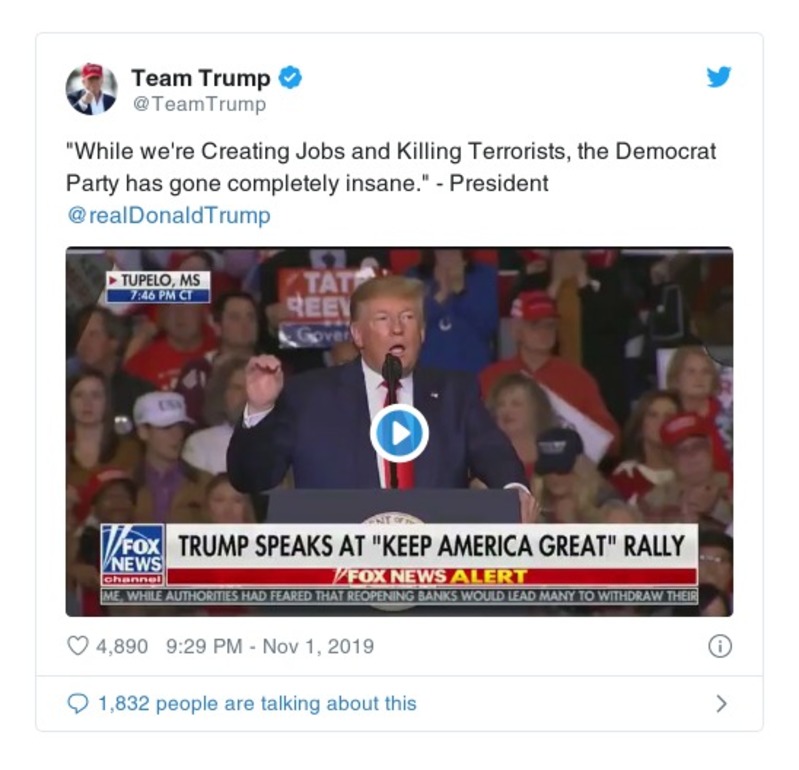 Team Trump
@TeamTrump
"While we're Creating Jobs and Killing Terrorists, the Democrat
Party has gone completely insane." - President
@realDonaldTrump
TUPELO, MS
7:46 PM CT
TATE
REEV
Gover
USA
FOX
NEWS
channel
TRUMP SPEAKS AT "KEEP AMERICA GREAT" RALLY
FOX NEWS ALERT
ME, WHILE AUTHORITIES HAD FEARED THAT REOPENING BANKS WOULD LEAD MANY TO WITHDRAW THEIR
4,890 9:29 PM - Nov 1, 2019
1,832 people are talking about this